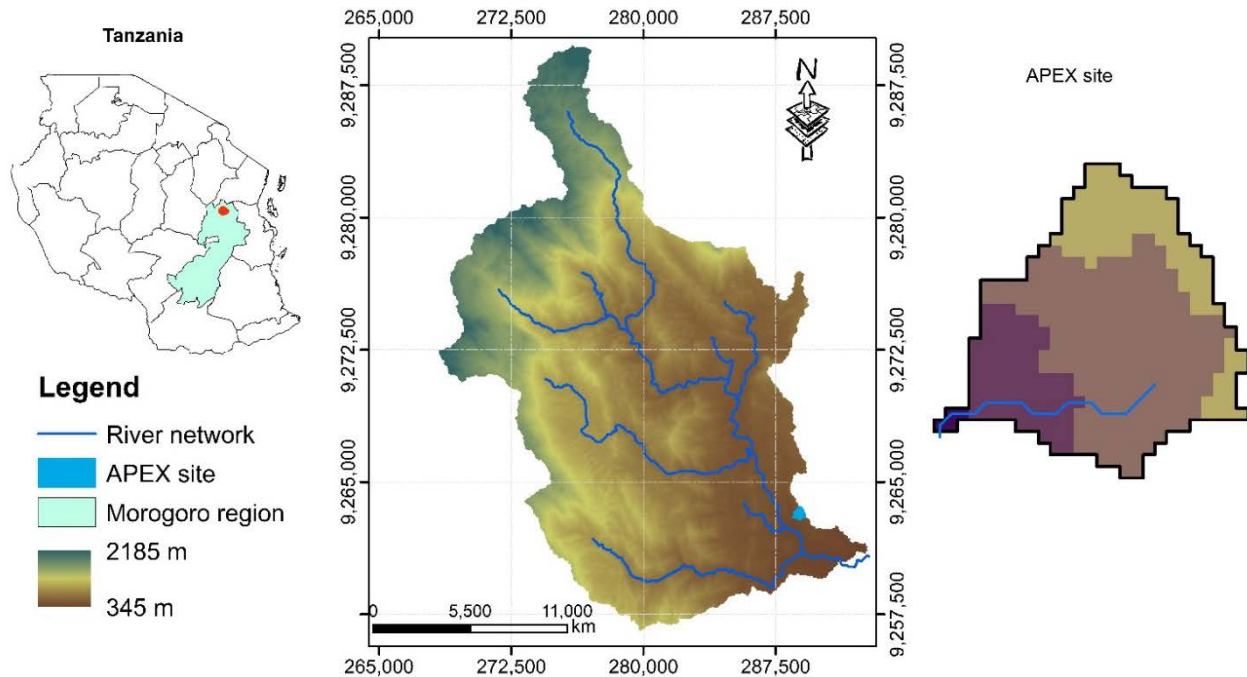 Tanzania
Legend
River network
APEX site
Morogoro region
2185 m
345 m
265,000 272,500 280,000 287,500
9,287,500
9,280,000
9,272,500
9,265,000
9,257,500
N
0 5,500 11,000
km
9,287,500
9,280,000
9,272,500
9,265,000
9,257,500
265,000 272,500 280,000 287,500
APEX site